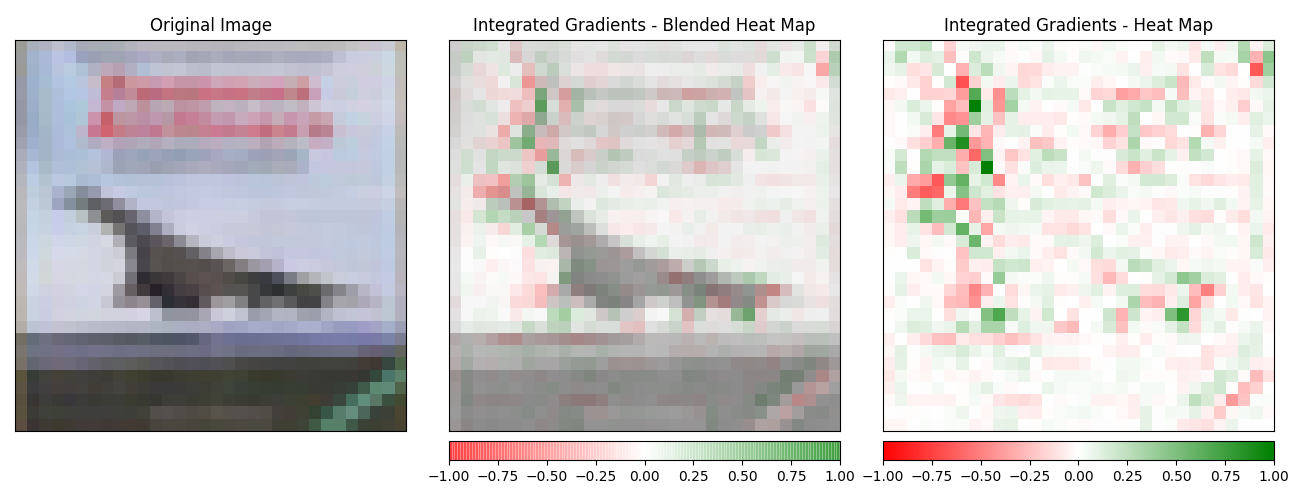 Original Image
Integrated Gradients - Blended Heat Map
Integrated Gradients - Heat Map
−1.00 −0.75 −0.50 −0.25 0.00 0.25 0.50 0.75 1.00
−1.00 −0.75 −0.50 −0.25 0.00 0.25 0.50 0.75 1.00